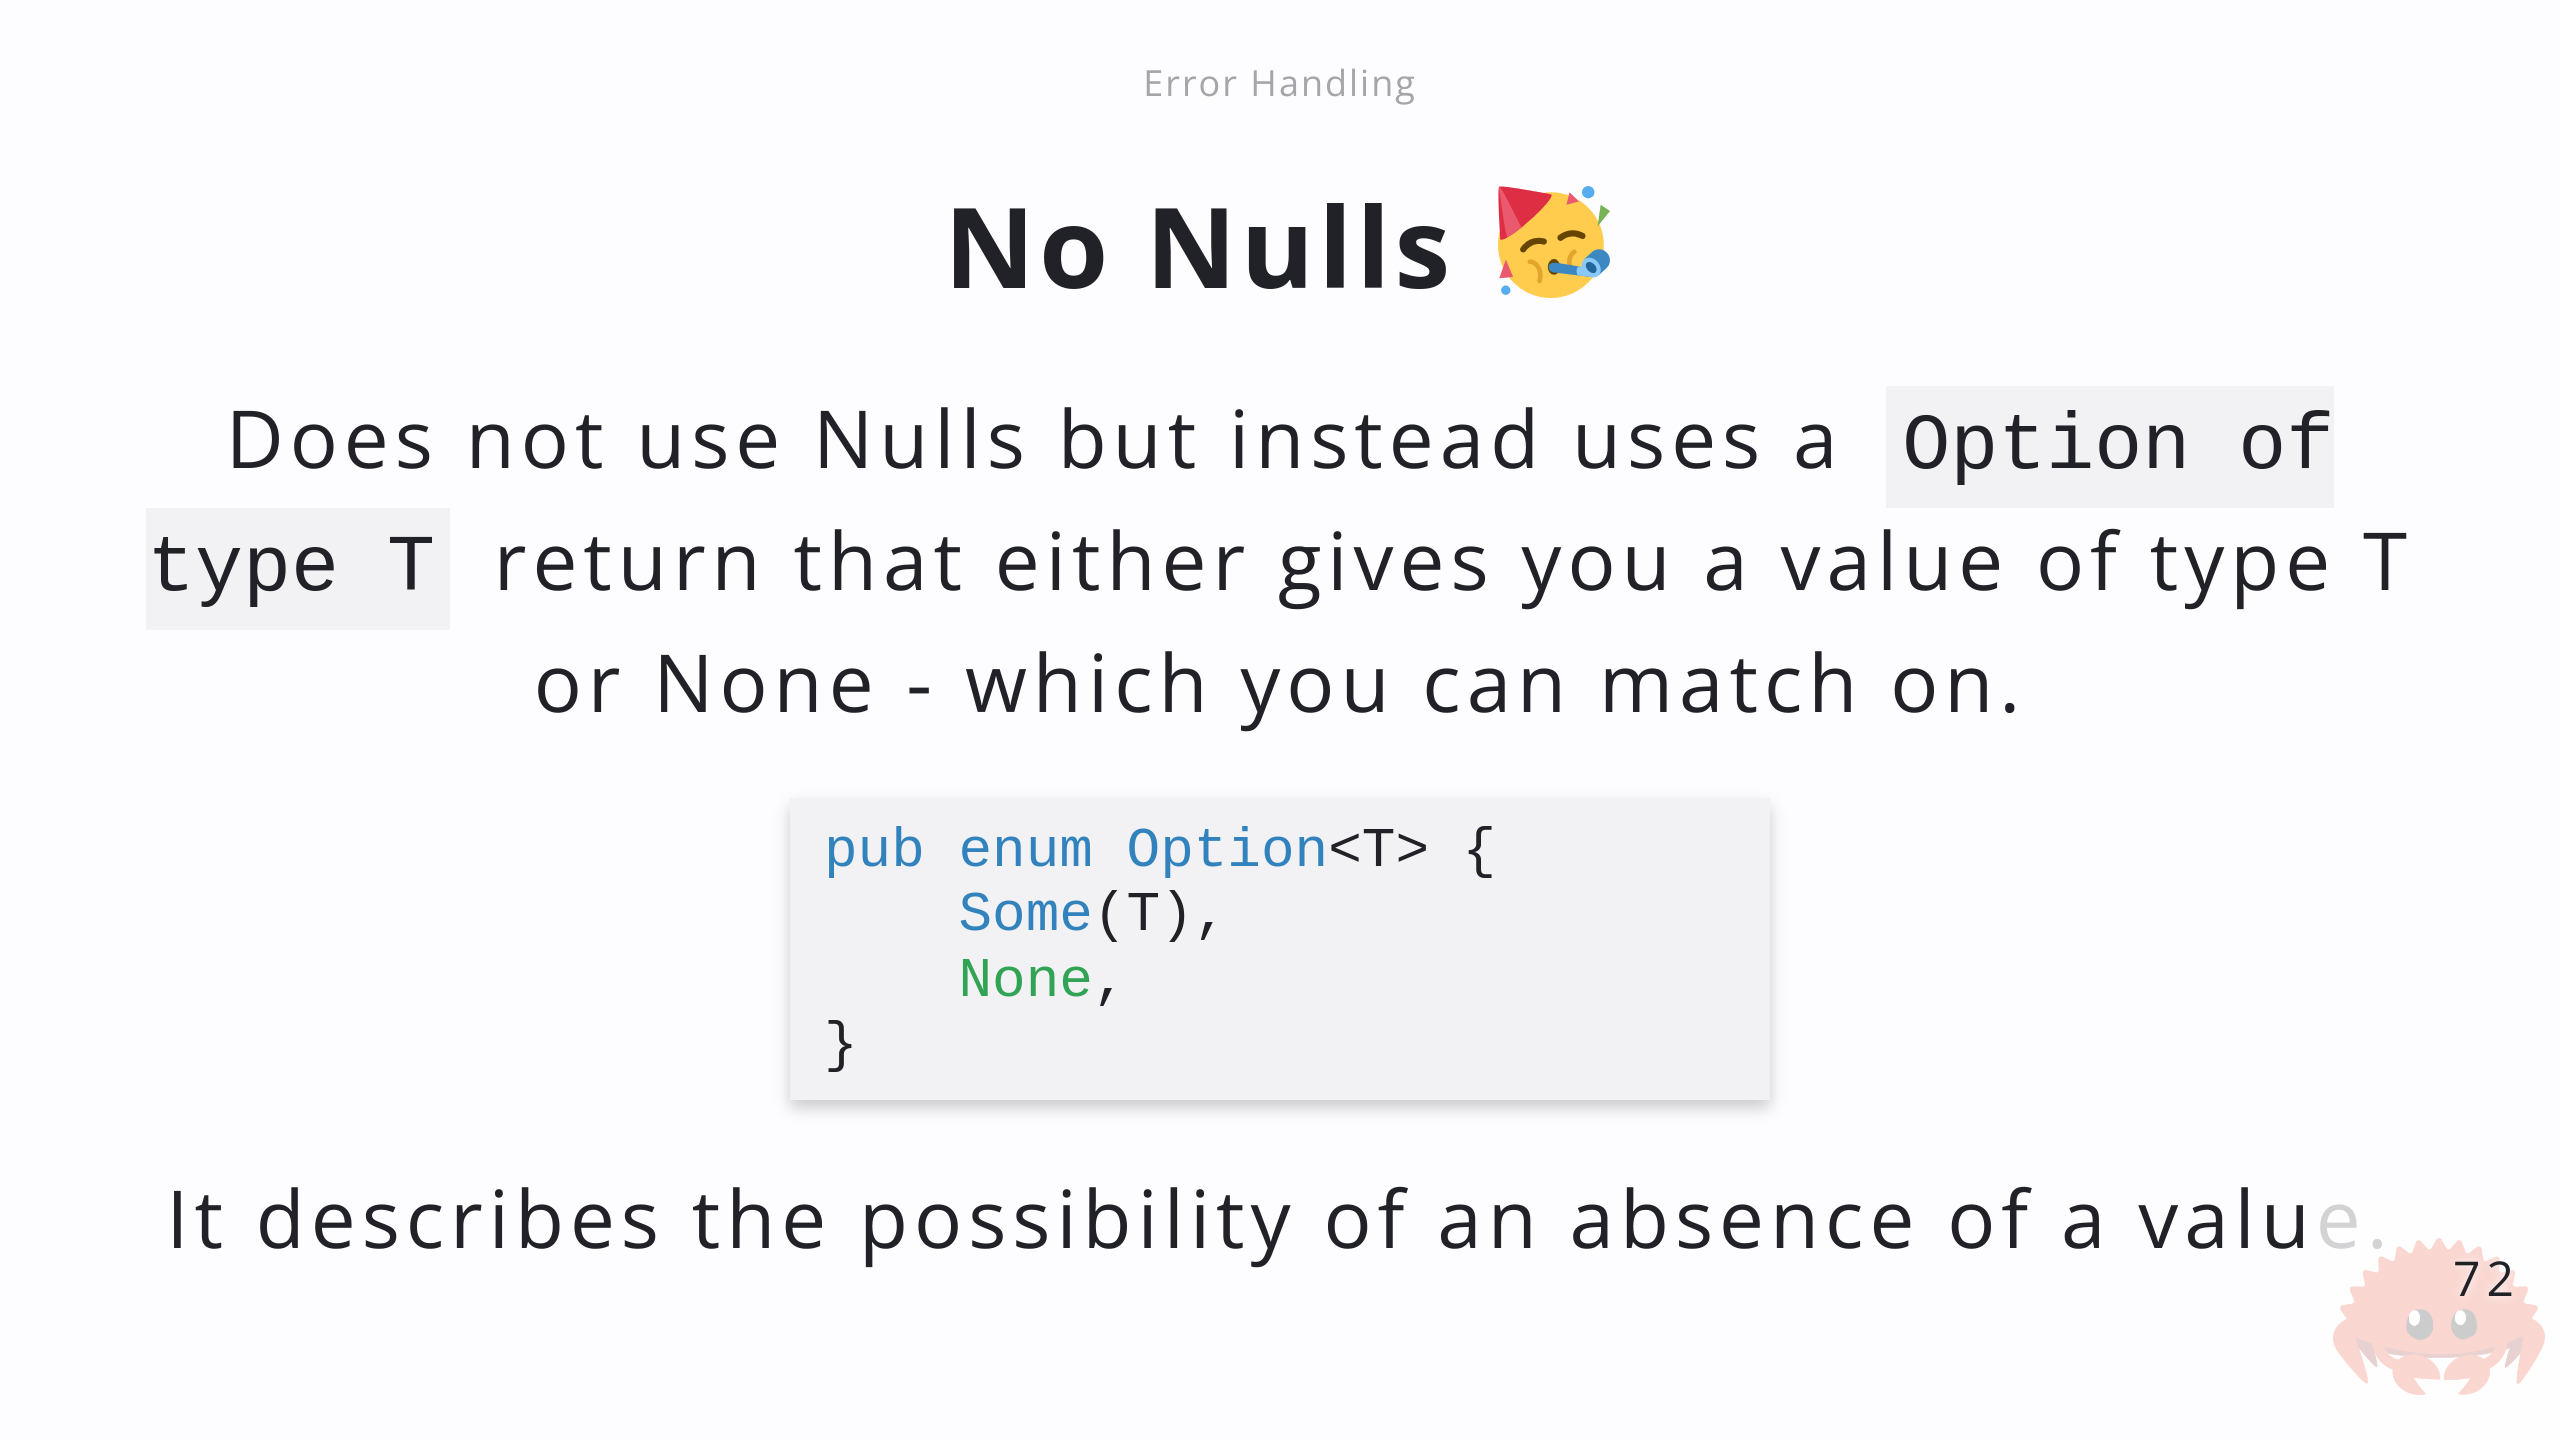 Error Handling
No Nulls 🥳
Does not use Nulls but instead uses a Option of
type T return that either gives you a value of type T
or None - which you can match on.
pub enum Option<T> {
    Some(T),
    None,
}
It describes the possibility of an absence of a value.
72